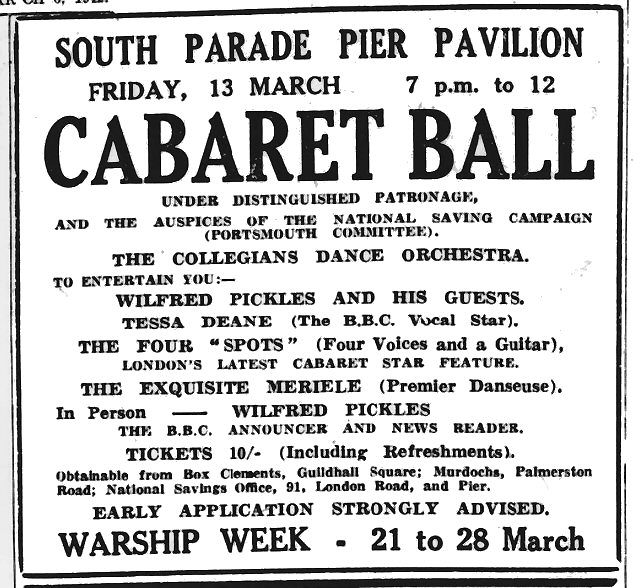 SOUTH PARADE PIER PAVILION
FRIDAY, 13 MARCH 7 p.m. to 12
CABARET BALL
UNDER DISTINGUISHED PATRONAGE,
AND THE AUSPICES OF THE NATIONAL SAVING CAMPAIGN
(PORTSMOUTH COMMITTEE).
THE COLLEGIANS DANCE ORCHESTRA.
TO ENTERTAIN YOU:—
WILFRED PICKLES AND HIS GUESTS.
TESSA DEANE (The B.B.C. Vocal Star).
THE FOUR "SPOTS" (Four Voices and a Guitar),
LONDON'S LATEST CABARET STAR FEATURE.
THE EXQUISITE MERIELE (Premier Danseuse).
In Person — WILFRED PICKLES
THE B.B.C. ANNOUNCER AND NEWS READER.
TICKETS 10/- (Including Refreshments).
Obtainable from Box Clements, Guildhall Square; Murdochs, Palmerston
Road; National Savings Office, 91, London Road, and Pier.
EARLY APPLICATION STRONGLY ADVISED.
WARSHIP WEEK - 21 to 28 March